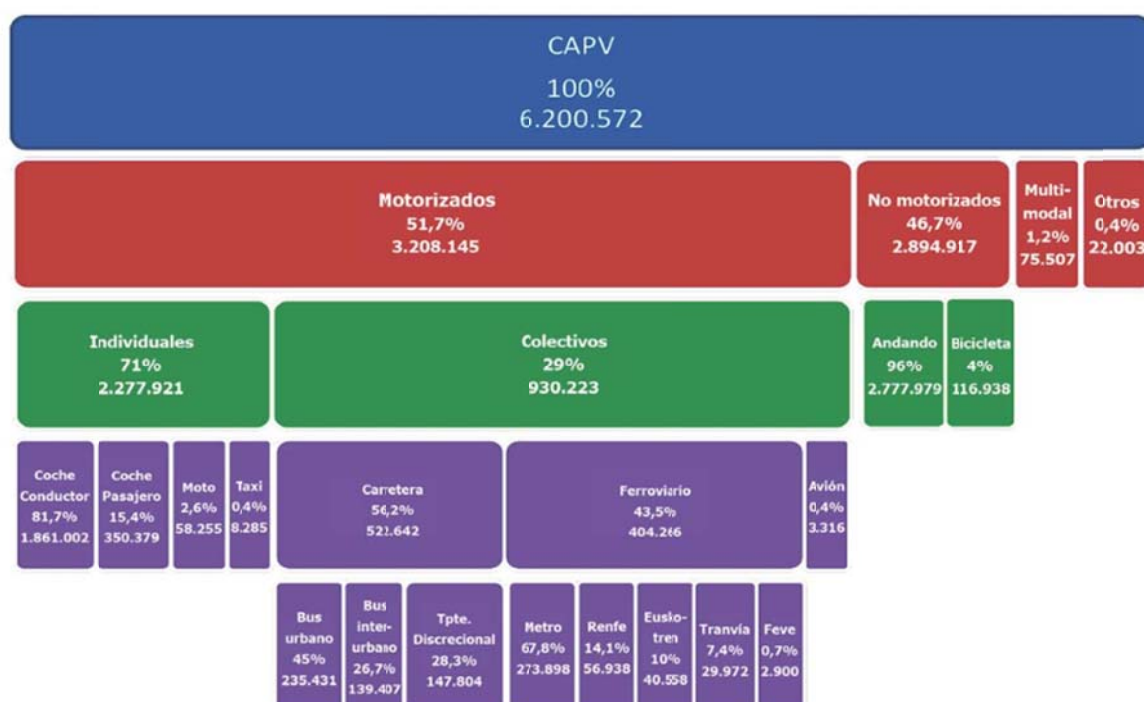 CAPV
100%
6.200.572
Motorizados
51,7%
3.208.145
No motorizados
46,7%
2.894.917
Multi-
modal
1,2%
75.507
Otros
0,4%
22.003
Individuales
71%
2.277.921
Colectivos
29%
930.223
Andando
96%
2.777.979
Bicicleta
4%
116.938
Coche
Conductor
81,7%
1.861.002
Coche
Pasajero
15,4%
350.379
Moto
2,6%
58.255
Taxi
0,4%
8.285
Carretera
56,2%
522.642
Ferroviario
43,5%
404.266
Avión
0,4%
3.316
Bus
urbano
45%
235.431
Bus
inter-
urbano
26,7%
139.407
Tpte.
Discrecional
28,3%
147.804
Metro
67,8%
273.898
Renfe
14,1%
56.938
Eusko-
tren
10%
40.558
Tranvía
7,4%
29.972
Feve
0,7%
2.900